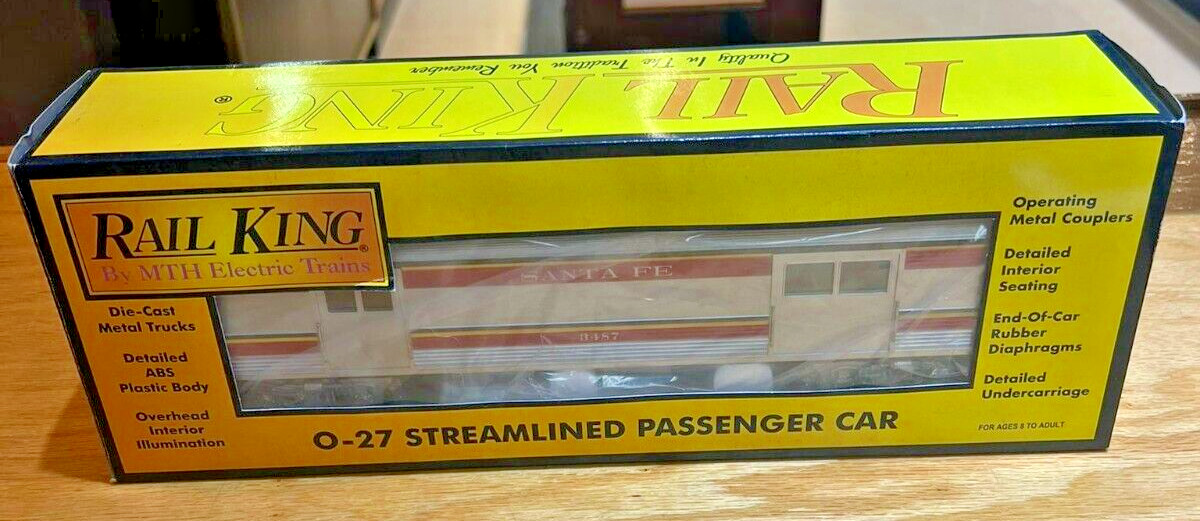 RAIL KING®
Quality In The Tradition You Remember
RAIL KING®
By MTH Electric Trains
Die-Cast
Metal Trucks
Detailed
ABS
Plastic Body
Overhead
Interior
Illumination
SANTA FE
3487
Operating
Metal Couplers
Detailed
Interior
Seating
End-Of-Car
Rubber
Diaphragms
Detailed
Undercarriage
O-27 STREAMLINED PASSENGER CAR
FOR AGES 8 TO ADULT